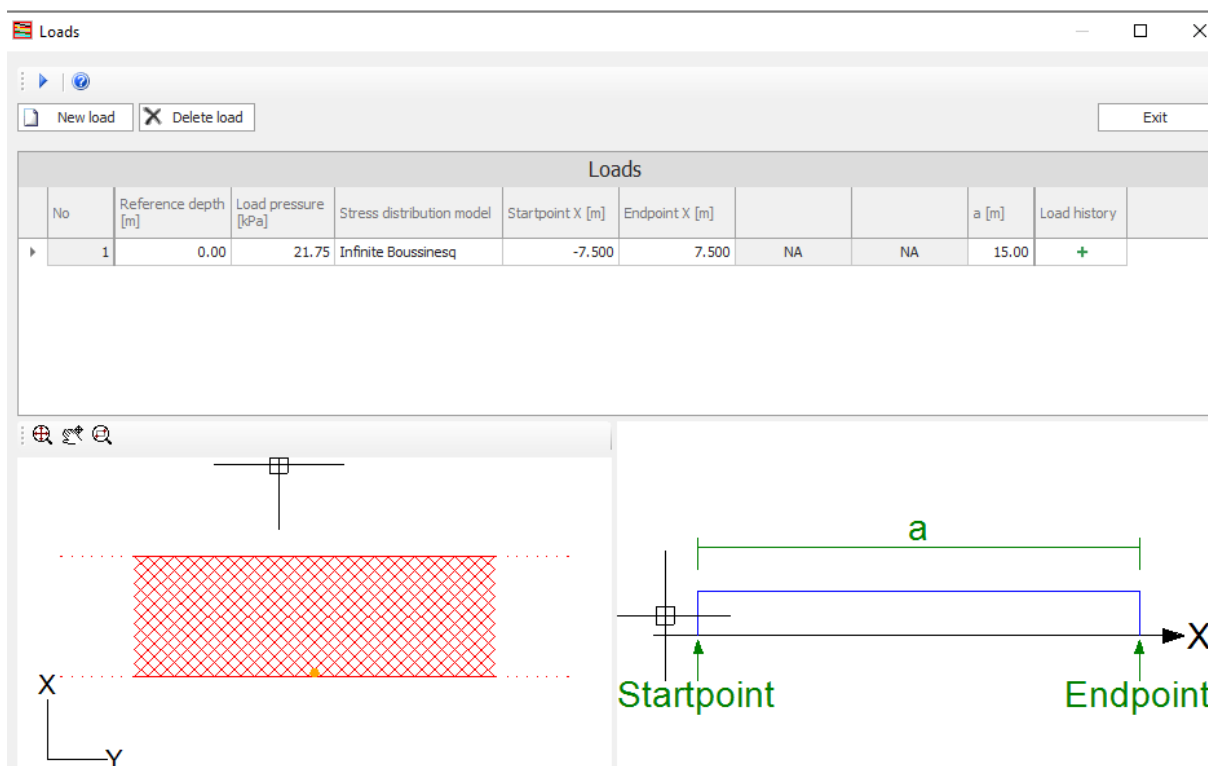 Loads
New load Delete load Exit
Loads
No Reference depth [m] Load pressure [kPa] Stress distribution model Startpoint X [m] Endpoint X [m] a [m] Load history
1 0.00 21.75 Infinite Boussinesq -7.500 7.500 NA NA 15.00 +
a
X
Startpoint Endpoint
X
Y